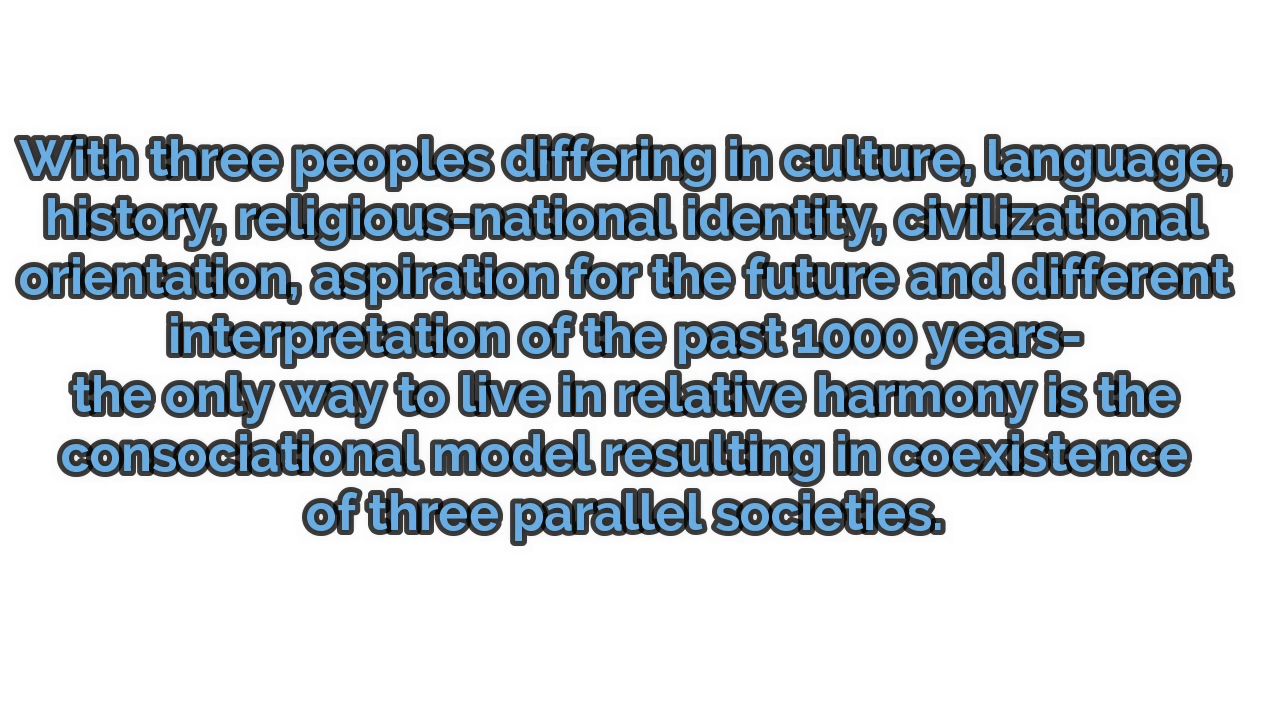 With three peoples differing in culture, language,
history, religious-national identity, civilizational
orientation, aspiration for the future and different
interpretation of the past 1000 years-
the only way to live in relative harmony is the
consociational model resulting in coexistence
of three parallel societies.